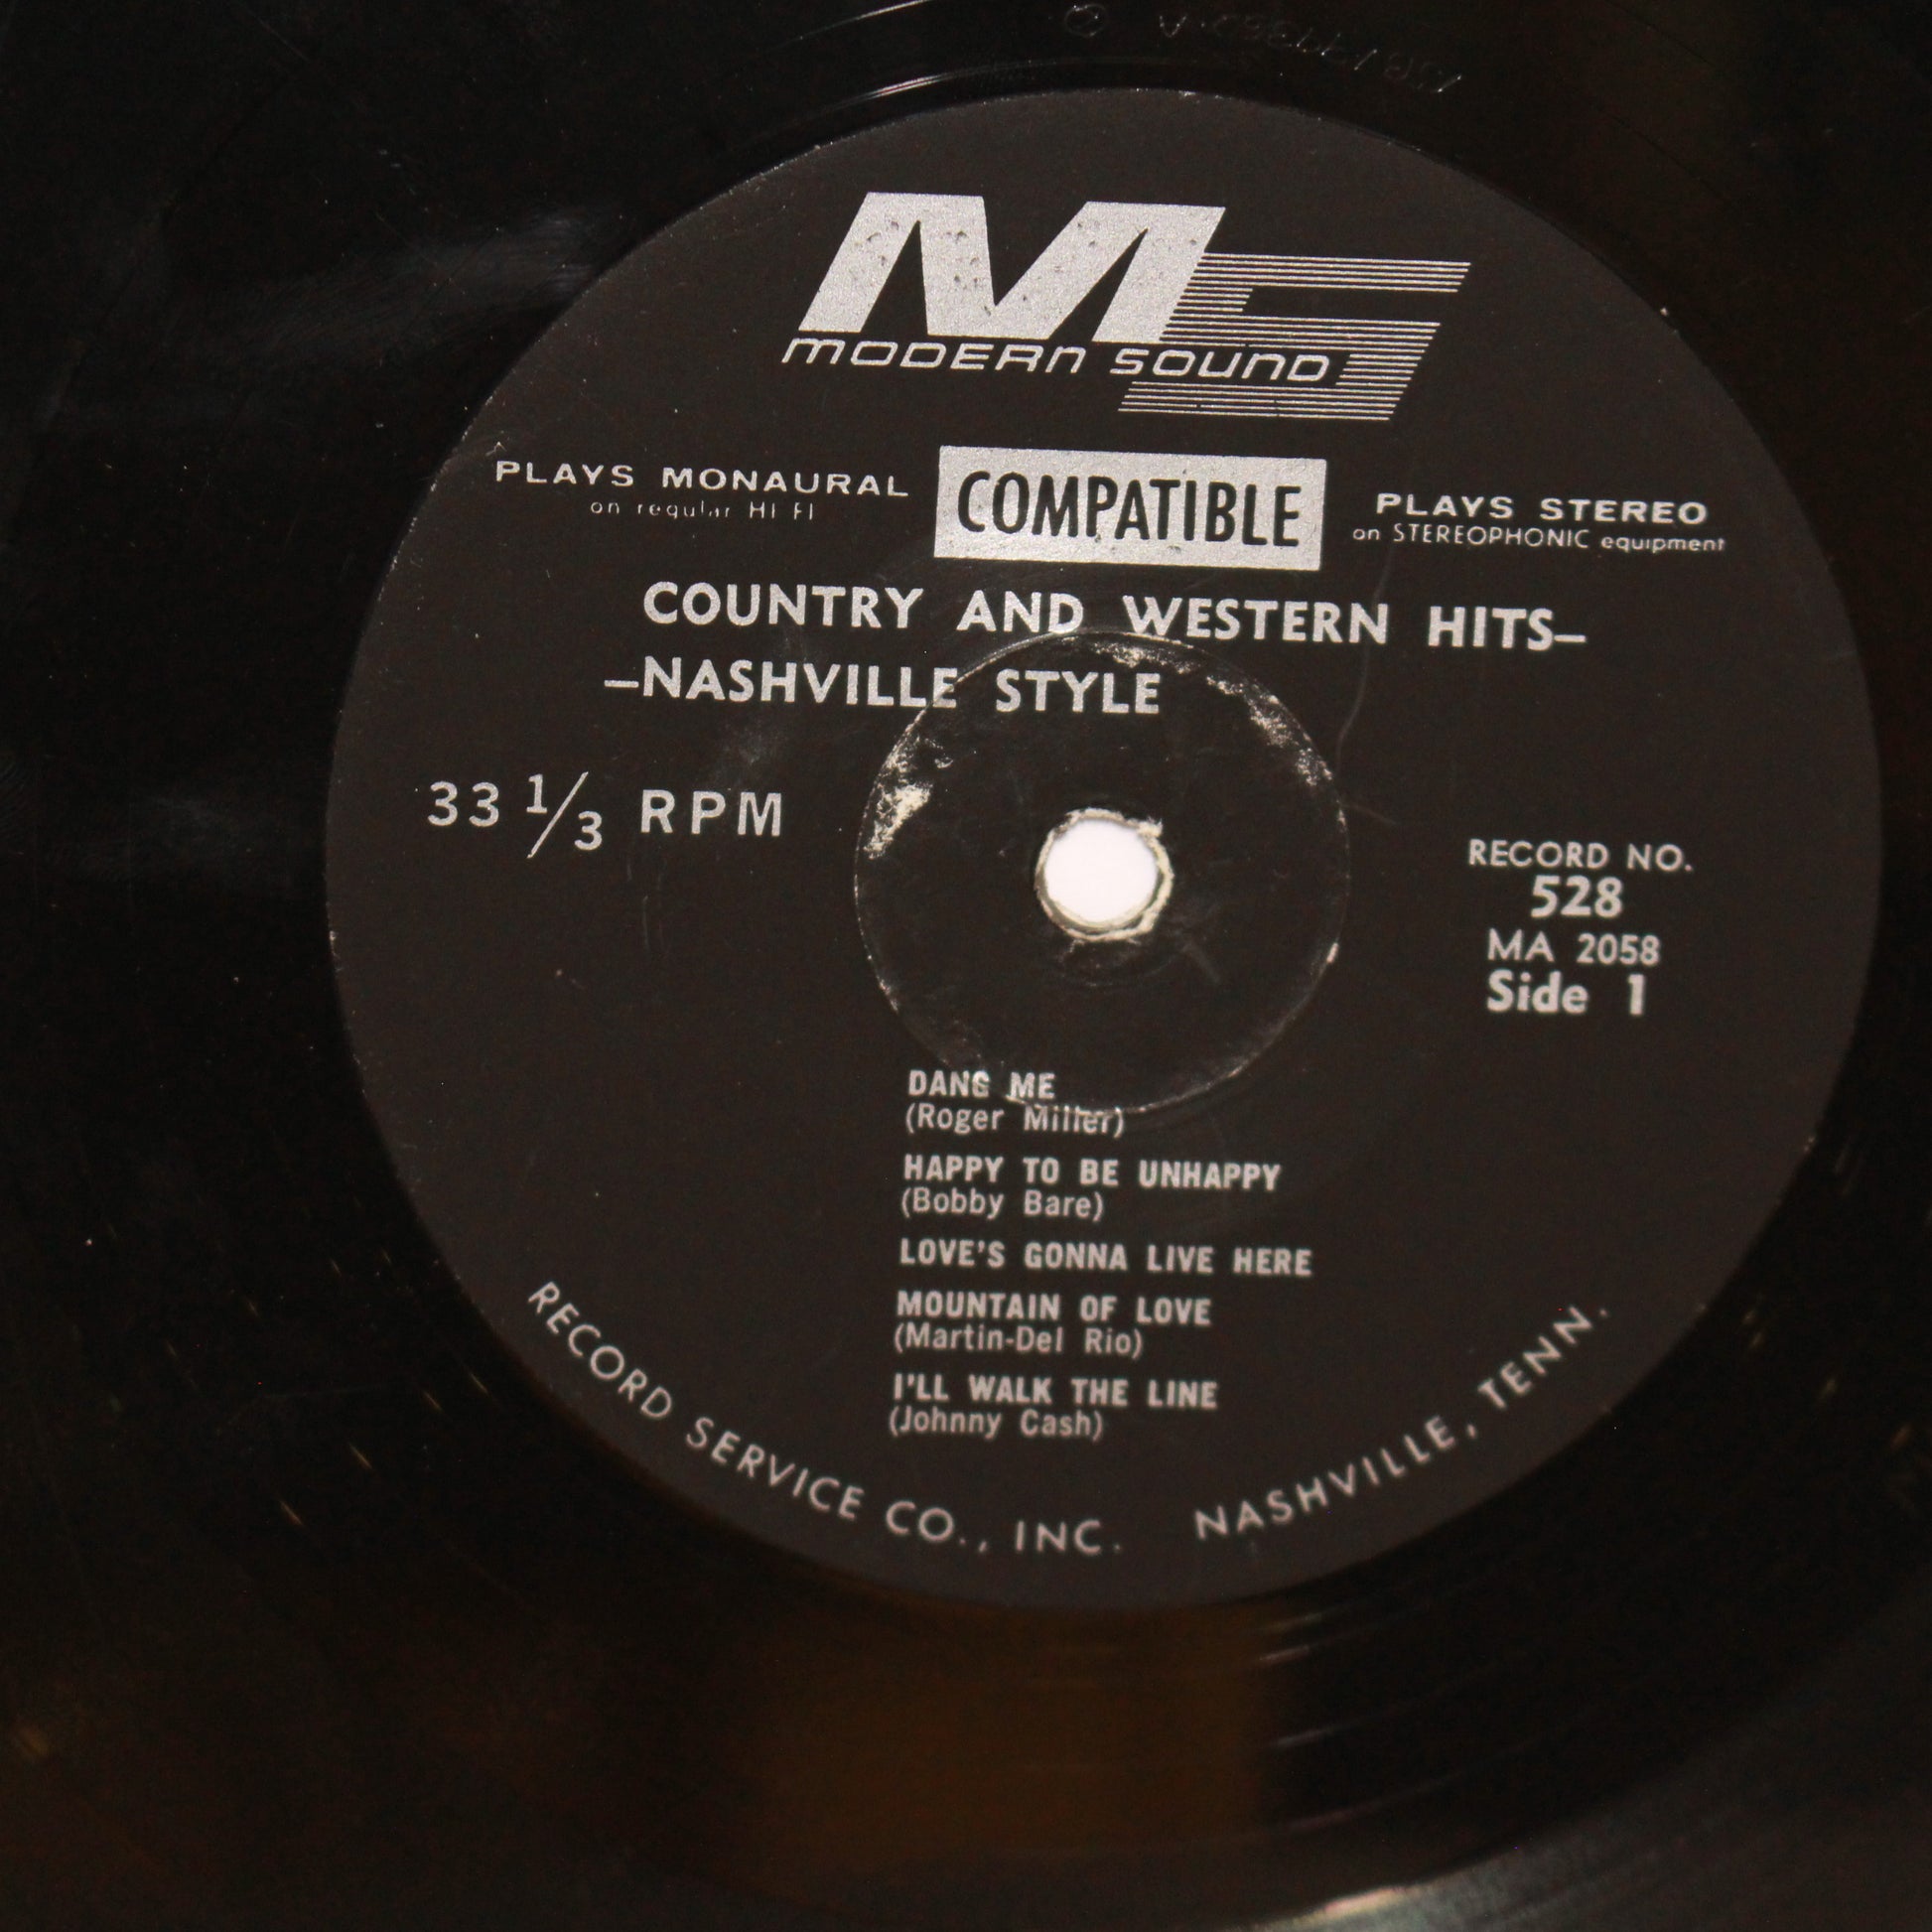 MS
MODERN SOUND
PLAYS MONAURAL
on regular HI FI
COMPATIBLE
PLAYS STEREO
on STEREOPHONIC equipment
COUNTRY AND WESTERN HITS—
—NASHVILLE STYLE
33 1/3 RPM
RECORD NO.
528
MA 2058
Side 1
DANG ME
(Roger Miller)
HAPPY TO BE UNHAPPY
(Bobby Bare)
LOVE'S GONNA LIVE HERE
MOUNTAIN OF LOVE
(Martin-Del Rio)
I'LL WALK THE LINE
(Johnny Cash)
RECORD SERVICE CO., INC. NASHVILLE, TENN.